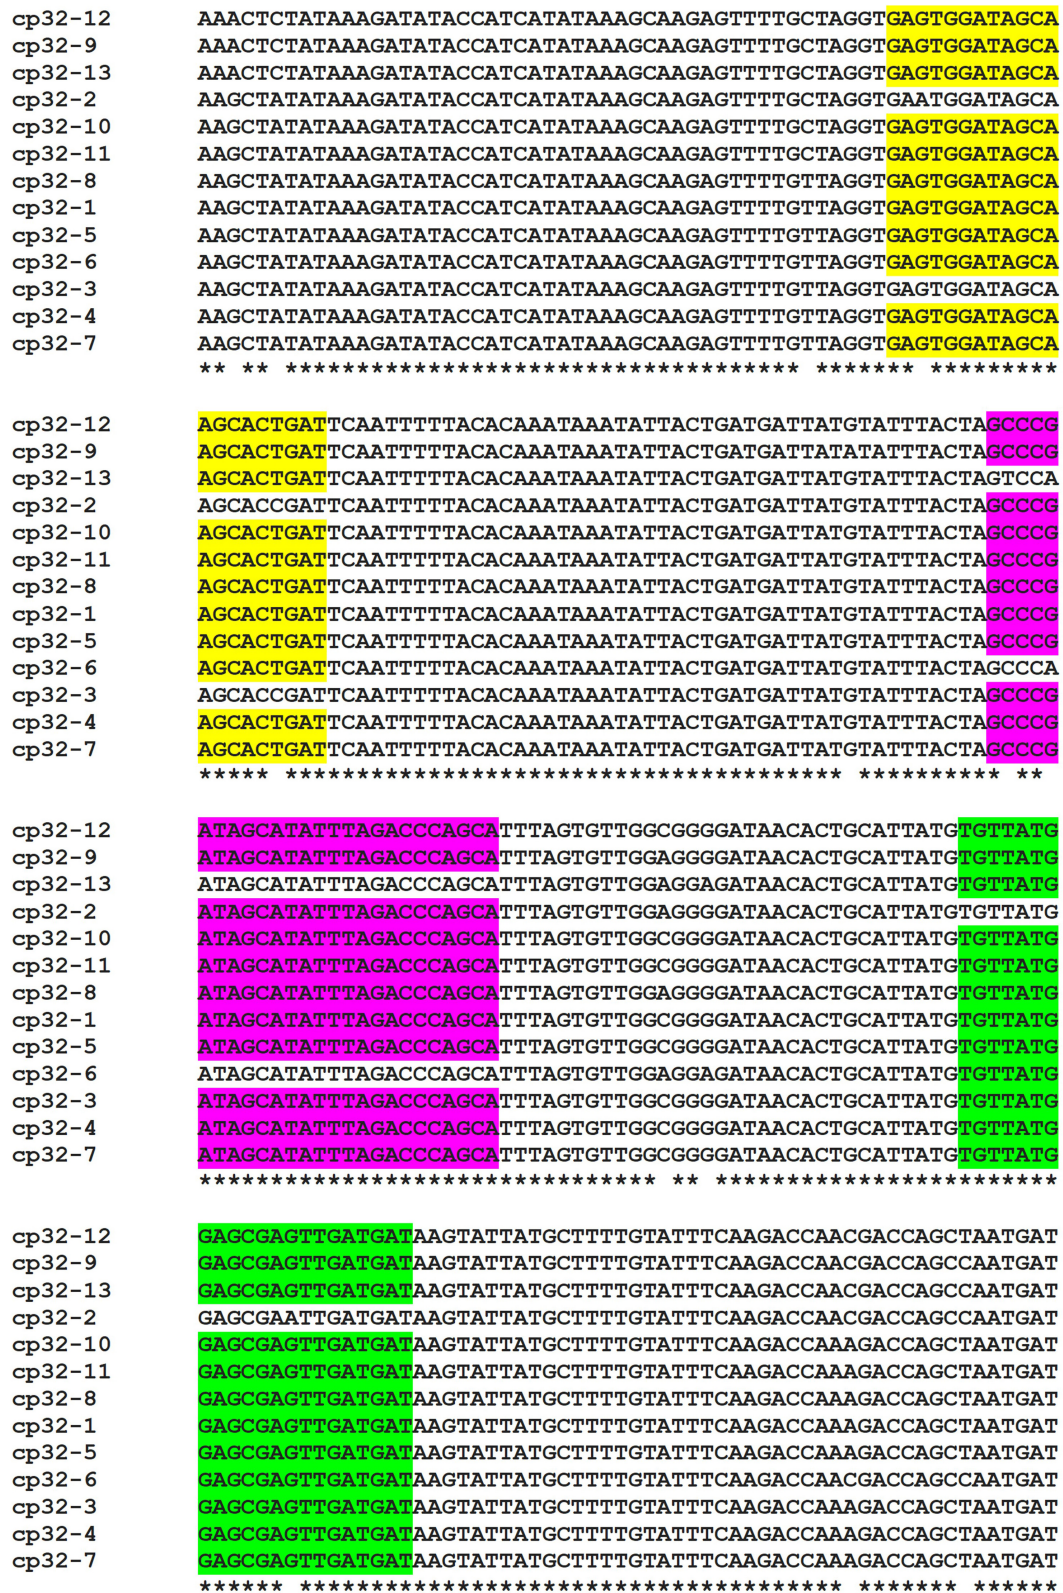 cp32-12 AAACTCTATAAAGATATACCATCATATAAAGCAAGAGTTTTGCTAGGTGAGTGGATAGCA
cp32-9 AAACTCTATAAAGATATACCATCATATAAAGCAAGAGTTTTGCTAGGTGAGTGGATAGCA
cp32-13 AAACTCTATAAAGATATACCATCATATAAAGCAAGAGTTTTGCTAGGTGAGTGGATAGCA
cp32-2 AAGCTATATAAAGATATACCATCATATAAAGCAAGAGTTTTGCTAGGTGAATGGATAGCA
cp32-10 AAGCTATATAAAGATATACCATCATATAAAGCAAGAGTTTTGCTAGGTGAGTGGATAGCA
cp32-11 AAGCTATATAAAGATATACCATCATATAAAGCAAGAGTTTTGCTAGGTGAGTGGATAGCA
cp32-8 AAGCTATATAAAGATATACCATCATATAAAGCAAGAGTTTTGTTAGGTGAGTGGATAGCA
cp32-1 AAGCTATATAAAGATATACCATCATATAAAGCAAGAGTTTTGTTAGGTGAGTGGATAGCA
cp32-5 AAGCTATATAAAGATATACCATCATATAAAGCAAGAGTTTTGTTAGGTGAGTGGATAGCA
cp32-6 AAGCTATATAAAGATATACCATCATATAAAGCAAGAGTTTTGTTAGGTGAGTGGATAGCA
cp32-3 AAGCTATATAAAGATATACCATCATATAAAGCAAGAGTTTTGTTAGGTGAGTGGATAGCA
cp32-4 AAGCTATATAAAGATATACCATCATATAAAGCAAGAGTTTTGTTAGGTGAGTGGATAGCA
cp32-7 AAGCTATATAAAGATATACCATCATATAAAGCAAGAGTTTTGTTAGGTGAGTGGATAGCA
** ** ************************************ ******* *********
cp32-12 AGCACTGATTCAATTTTTACACAAATAAATATTACTGATGATTATGTATTTACTAGCCCG
cp32-9 AGCACTGATTCAATTTTTACACAAATAAATATTACTGATGATTATATATTTACTAGCCCG
cp32-13 AGCACTGATTCAATTTTTACACAAATAAATATTACTGATGATTATGTATTTACTAGTCCA
cp32-2 AGCACCGATTCAATTTTTACACAAATAAATATTACTGATGATTATGTATTTACTAGCCCG
cp32-10 AGCACTGATTCAATTTTTACACAAATAAATATTACTGATGATTATGTATTTACTAGCCCG
cp32-11 AGCACTGATTCAATTTTTACACAAATAAATATTACTGATGATTATGTATTTACTAGCCCG
cp32-8 AGCACTGATTCAATTTTTACACAAATAAATATTACTGATGATTATGTATTTACTAGCCCG
cp32-1 AGCACTGATTCAATTTTTACACAAATAAATATTACTGATGATTATGTATTTACTAGCCCG
cp32-5 AGCACTGATTCAATTTTTACACAAATAAATATTACTGATGATTATGTATTTACTAGCCCG
cp32-6 AGCACTGATTCAATTTTTACACAAATAAATATTACTGATGATTATGTATTTACTAGCCCA
cp32-3 AGCACCGATTCAATTTTTACACAAATAAATATTACTGATGATTATGTATTTACTAGCCCG
cp32-4 AGCACTGATTCAATTTTTACACAAATAAATATTACTGATGATTATGTATTTACTAGCCCG
cp32-7 AGCACTGATTCAATTTTTACACAAATAAATATTACTGATGATTATGTATTTACTAGCCCG
***** *************************************** ********** **
cp32-12 ATAGCATATTTAGACCCAGCATTTAGTGTTGGCGGGGATAACACTGCATTATGTGTTATG
cp32-9 ATAGCATATTTAGACCCAGCATTTAGTGTTGGAGGGGATAACACTGCATTATGTGTTATG
cp32-13 ATAGCATATTTAGACCCAGCATTTAGTGTTGGAGGAGATAACACTGCATTATGTGTTATG
cp32-2 ATAGCATATTTAGACCCAGCATTTAGTGTTGGAGGGGATAACACTGCATTATGTGTTATG
cp32-10 ATAGCATATTTAGACCCAGCATTTAGTGTTGGCGGGGATAACACTGCATTATGTGTTATG
cp32-11 ATAGCATATTTAGACCCAGCATTTAGTGTTGGCGGGGATAACACTGCATTATGTGTTATG
cp32-8 ATAGCATATTTAGACCCAGCATTTAGTGTTGGAGGGGATAACACTGCATTATGTGTTATG
cp32-1 ATAGCATATTTAGACCCAGCATTTAGTGTTGGCGGGGATAACACTGCATTATGTGTTATG
cp32-5 ATAGCATATTTAGACCCAGCATTTAGTGTTGGCGGGGATAACACTGCATTATGTGTTATG
cp32-6 ATAGCATATTTAGACCCAGCATTTAGTGTTGGAGGAGATAACACTGCATTATGTGTTATG
cp32-3 ATAGCATATTTAGACCCAGCATTTAGTGTTGGCGGGGATAACACTGCATTATGTGTTATG
cp32-4 ATAGCATATTTAGACCCAGCATTTAGTGTTGGCGGGGATAACACTGCATTATGTGTTATG
cp32-7 ATAGCATATTTAGACCCAGCATTTAGTGTTGGCGGGGATAACACTGCATTATGTGTTATG
******************************** ** ************************
cp32-12 GAGCGAGTTGATGATAAGTATTATGCTTTTGTATTTCAAGACCAACGACCAGCTAATGAT
cp32-9 GAGCGAGTTGATGATAAGTATTATGCTTTTGTATTTCAAGACCAACGACCAGCCAATGAT
cp32-13 GAGCGAGTTGATGATAAGTATTATGCTTTTGTATTTCAAGACCAACGACCAGCCAATGAT
cp32-2 GAGCGAATTGATGATAAGTATTATGCTTTTGTATTTCAAGACCAACGACCAGCCAATGAT
cp32-10 GAGCGAGTTGATGATAAGTATTATGCTTTTGTATTTCAAGACCAAAGACCAGCTAATGAT
cp32-11 GAGCGAGTTGATGATAAGTATTATGCTTTTGTATTTCAAGACCAAAGACCAGCTAATGAT
cp32-8 GAGCGAGTTGATGATAAGTATTATGCTTTTGTATTTCAAGACCAAAGACCAGCTAATGAT
cp32-1 GAGCGAGTTGATGATAAGTATTATGCTTTTGTATTTCAAGACCAAAGACCAGCTAATGAT
cp32-5 GAGCGAGTTGATGATAAGTATTATGCTTTTGTATTTCAAGACCAAAGACCAGCTAATGAT
cp32-6 GAGCGAGTTGATGATAAGTATTATGCTTTTGTATTTCAAGACCAACGACCAGCCAATGAT
cp32-3 GAGCGAGTTGATGATAAGTATTATGCTTTTGTATTTCAAGACCAAAGACCAGCTAATGAT
cp32-4 GAGCGAGTTGATGATAAGTATTATGCTTTTGTATTTCAAGACCAAAGACCAGCTAATGAT
cp32-7 GAGCGAGTTGATGATAAGTATTATGCTTTTGTATTTCAAGACCAAAGACCAGCTAATGAT
****** ************************************** ******* ******